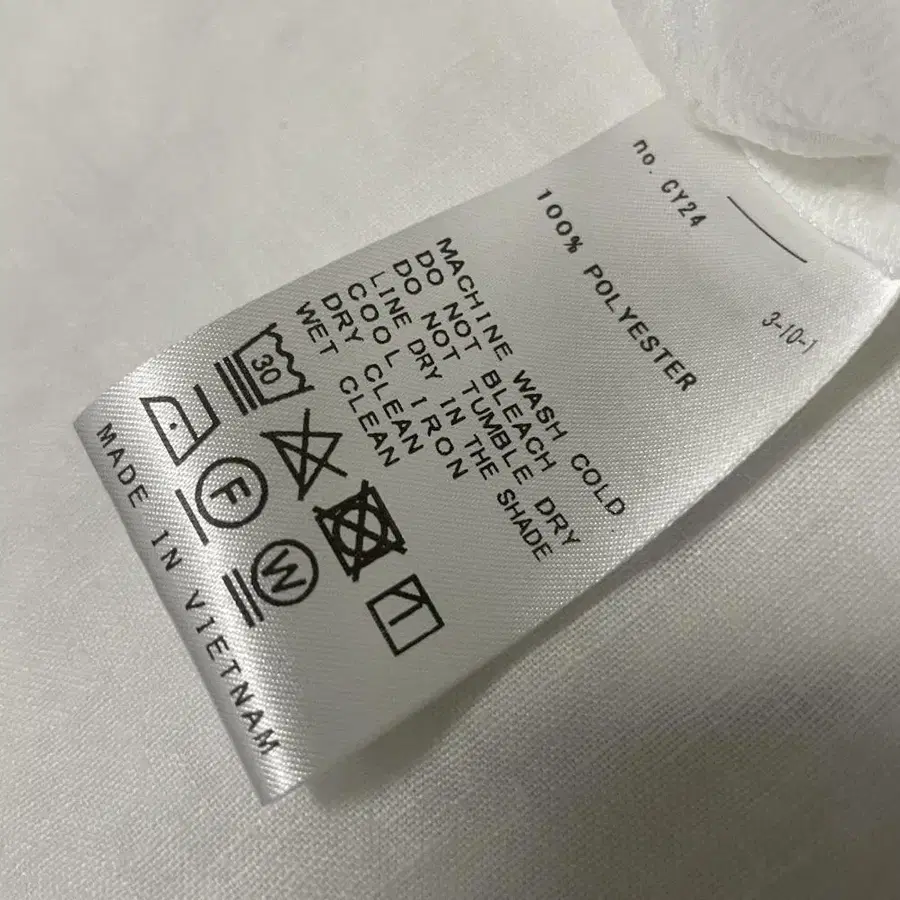 no. CY24
3-10-1
100% POLYESTER
MACHINE WASH COLD.
DO NOT BLEACH
DO NOT TUMBLE DRY
LINE DRY IN THE SHADE
COOL IRON
DRY CLEAN
WET CLEAN
30
F
W
MADE IN VIETNAM